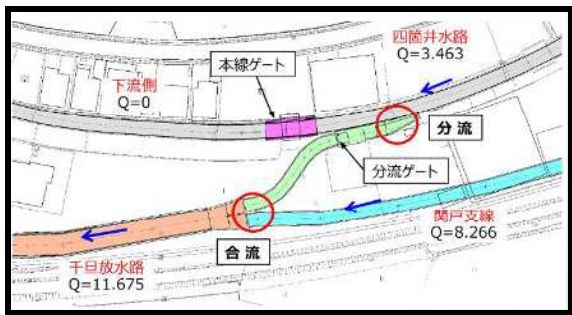 四箇井水路
Q=3.463
本線ゲート
下流側
Q=0
分流
分流ゲート
関戸支線
Q=8.266
合流
千旦放水路
Q=11.675